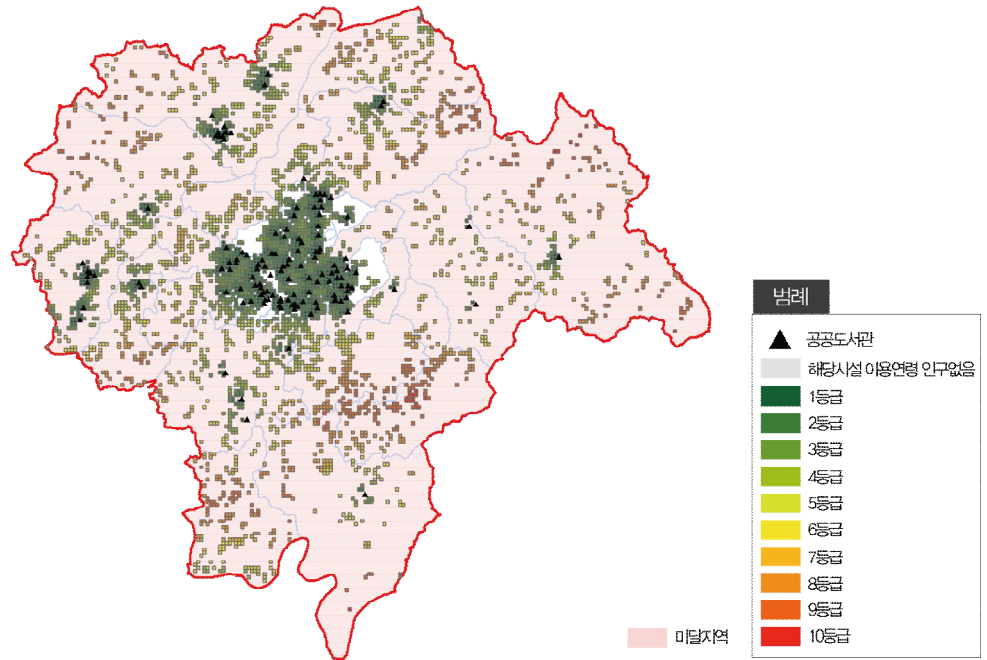 범례
공공도서관
해당시설 이용연령 인구없음
1등급
2등급
3등급
4등급
5등급
6등급
7등급
8등급
9등급
10등급
미달지역